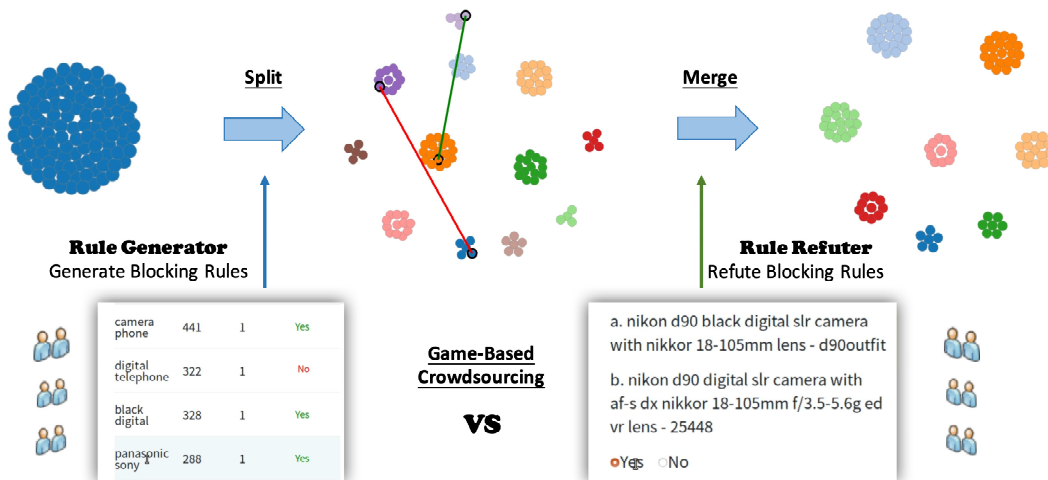 Split
Merge
Rule Generator
Generate Blocking Rules
Rule Refuter
Refute Blocking Rules
camera
phone 441 1 Yes
digital
telephone 322 1 No
black
digital 328 1 Yes
panasonic
sony 288 1 Yes
Game-Based
Crowdsourcing
VS
a. nikon d90 black digital slr camera
with nikkor 18-105mm lens - d90outfit
b. nikon d90 digital slr camera with
af-s dx nikkor 18-105mm f/3.5-5.6g ed
vr lens - 25448
Yes No